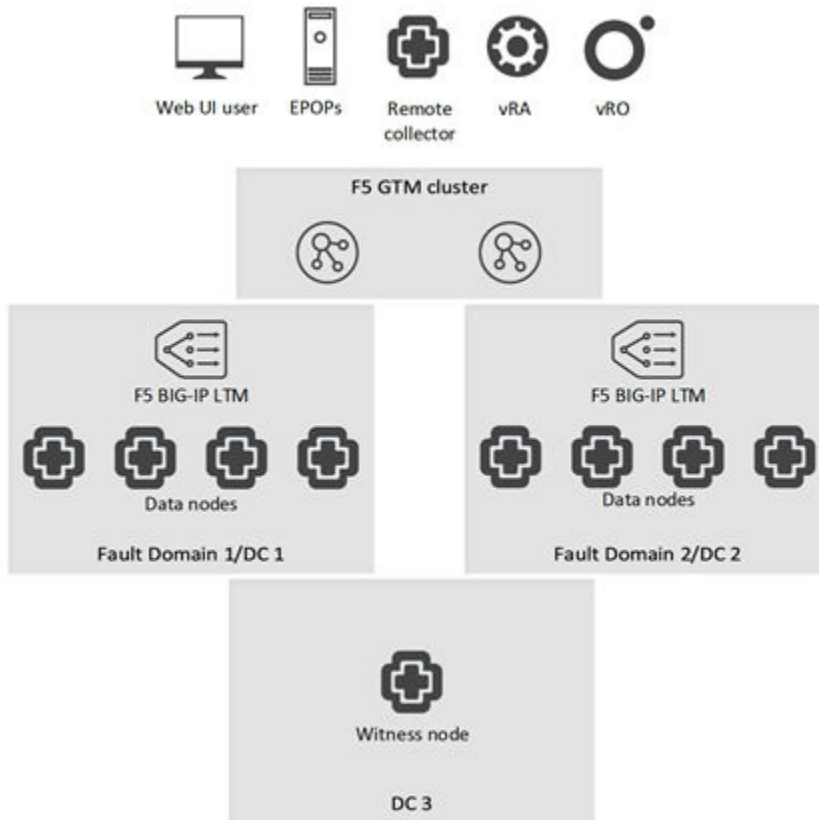 Web UI user
EPOPs
Remote
collector
vRA
vRO
F5 GTM cluster
F5 BIG-IP LTM
Data nodes
Fault Domain 1/DC 1
F5 BIG-IP LTM
Data nodes
Fault Domain 2/DC 2
Witness node
DC 3